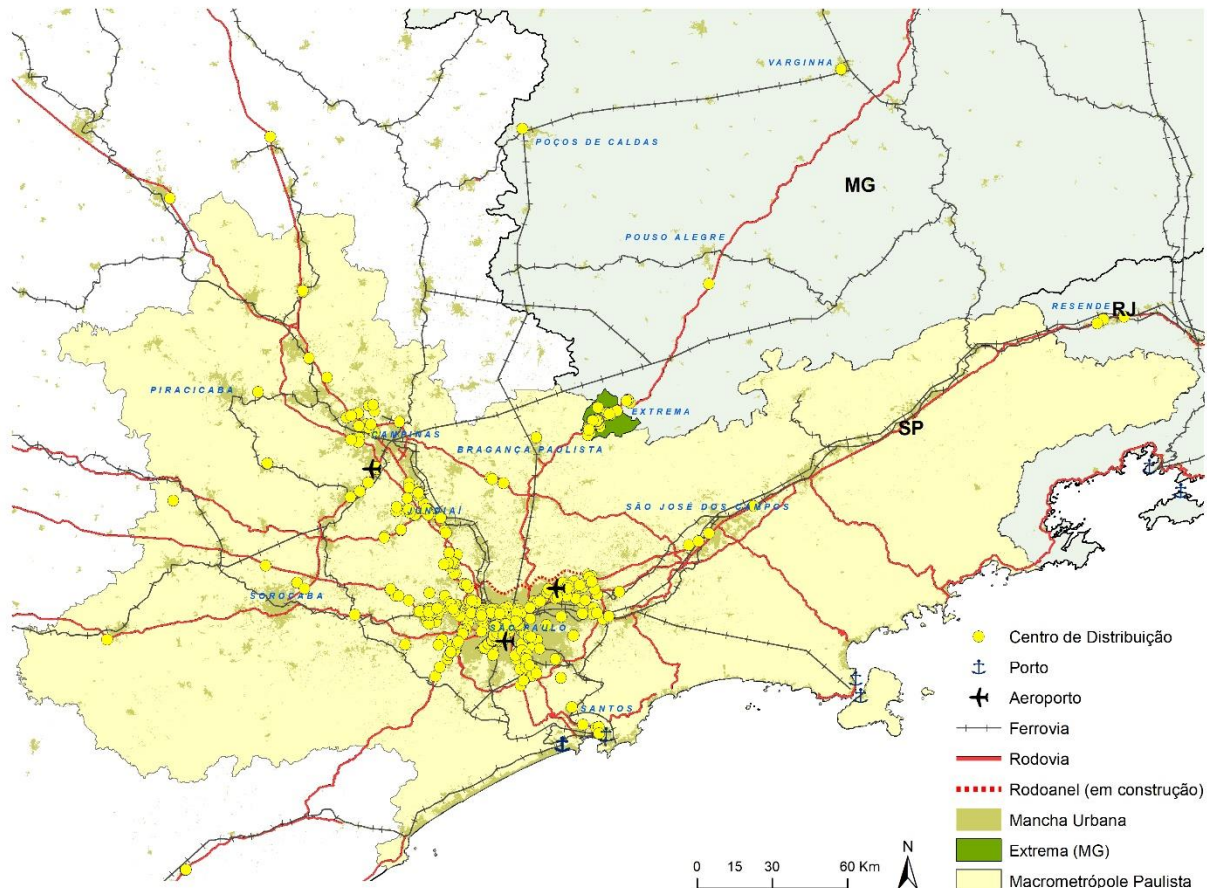 VARGINHA
POÇOS DE CALDAS
MG
POUSO ALEGRE
RESENDE
RJ
PIRACICABA
EXTREMA
CAMPINAS
SP
BRAGANÇA PAULISTA
JUNDIAÍ
SÃO JOSÉ DOS CAMPOS
SOROCABA
SÃO PAULO
SANTOS
Centro de Distribuição
Porto
Aeroporto
Ferrovia
Rodovia
Rodoanel (em construção)
Mancha Urbana
Extrema (MG)
Macrometrópole Paulista
N
0 15 30 60 Km